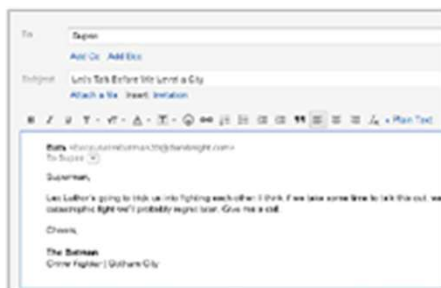 To Supes
Add Cc Add Bcc
Subject Let's Talk Before We Level a City
Attach a file Insert: Invitation
B I U T
« Plain Text
To Supes
Superman,
Lex Luthor's going to trick us into fighting each other. I think if we take some time to talk this out, we
catastrophic fight we'll probably regret later. Give me a call.
Cheers,
The Batman
Crime Fighter | Gotham City